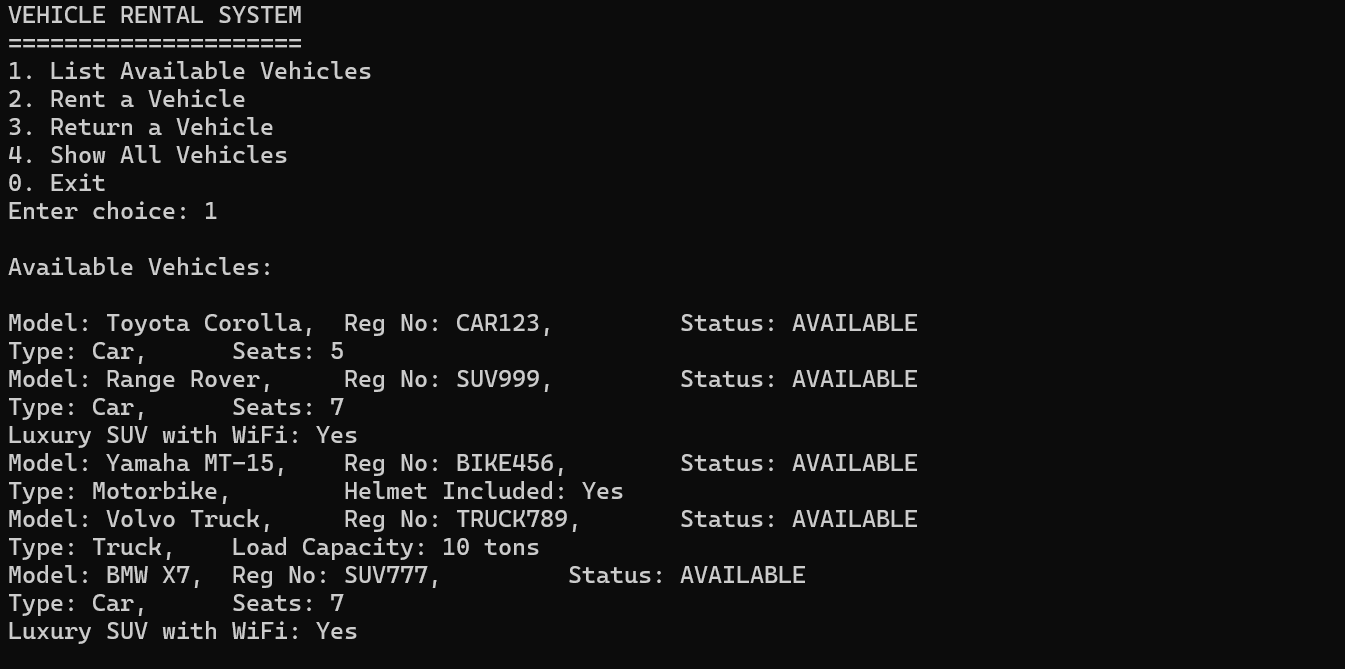 VEHICLE RENTAL SYSTEM
=====================
1. List Available Vehicles
2. Rent a Vehicle
3. Return a Vehicle
4. Show All Vehicles
0. Exit
Enter choice: 1
Available Vehicles:
Model: Toyota Corolla,  Reg No: CAR123,         Status: AVAILABLE
Type: Car,      Seats: 5
Model: Range Rover,     Reg No: SUV999,         Status: AVAILABLE
Type: Car,      Seats: 7
Luxury SUV with WiFi: Yes
Model: Yamaha MT-15,    Reg No: BIKE456,        Status: AVAILABLE
Type: Motorbike,        Helmet Included: Yes
Model: Volvo Truck,     Reg No: TRUCK789,       Status: AVAILABLE
Type: Truck,    Load Capacity: 10 tons
Model: BMW X7,  Reg No: SUV777,         Status: AVAILABLE
Type: Car,      Seats: 7
Luxury SUV with WiFi: Yes